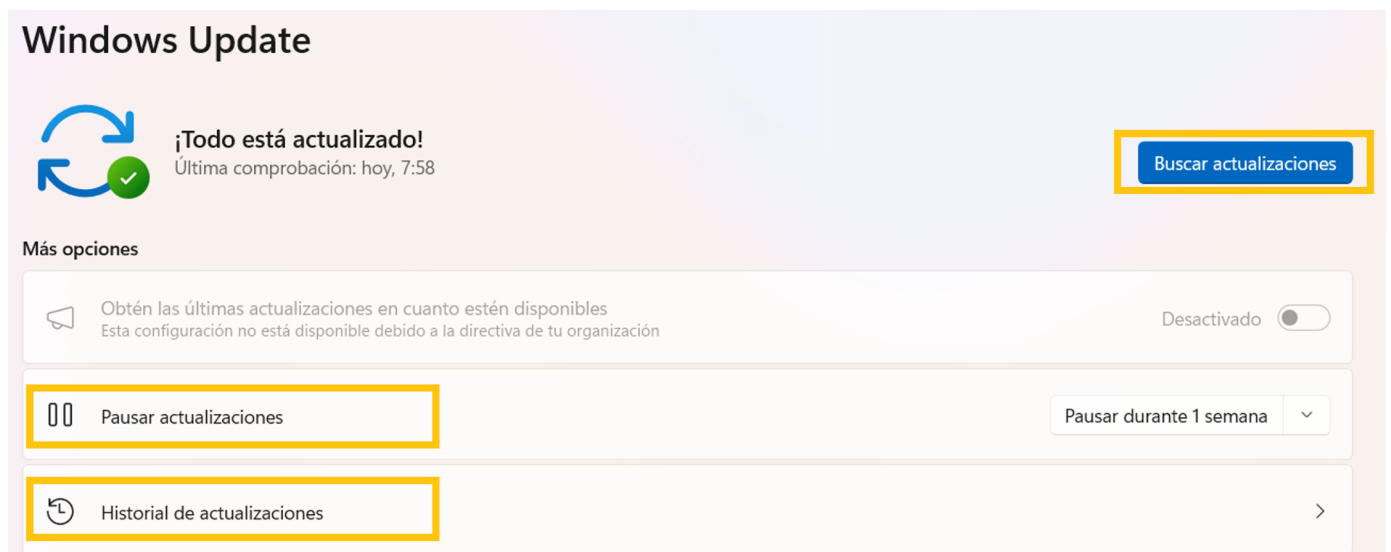 Windows Update
¡Todo está actualizado!
Última comprobación: hoy, 7:58
Buscar actualizaciones
Más opciones
Obtén las últimas actualizaciones en cuanto estén disponibles
Esta configuración no está disponible debido a la directiva de tu organización
Desactivado
Pausar actualizaciones
Pausar durante 1 semana
Historial de actualizaciones